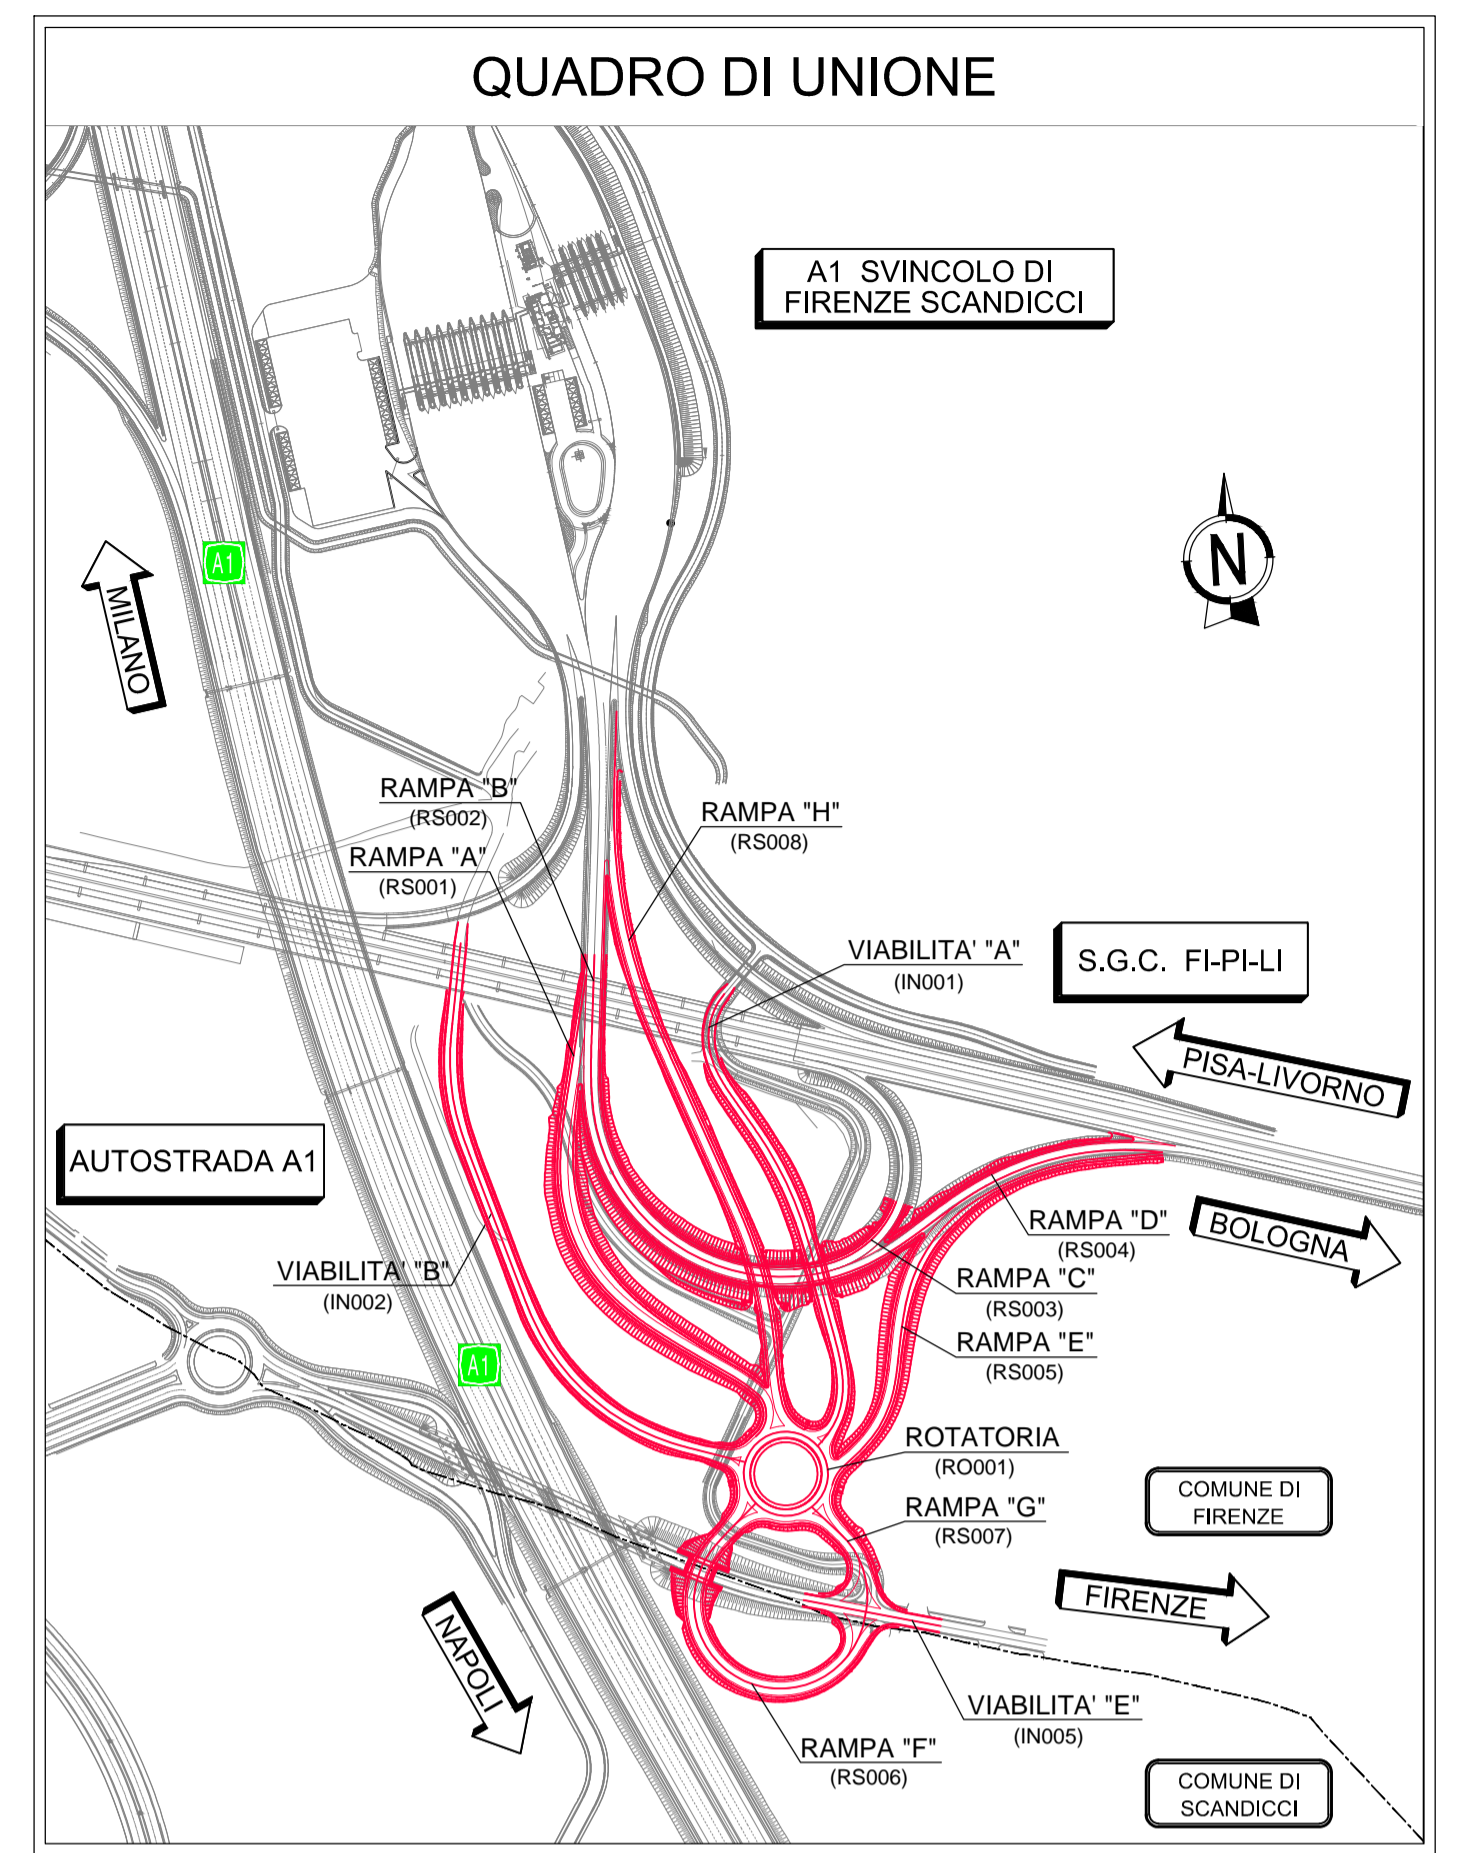 QUADRO DI UNIONE
A1 SVINCOLO DI
FIRENZE SCANDICCI
N
A1
MILANO
RAMPA "B"
(RS002)
RAMPA "H"
(RS008)
RAMPA "A"
(RS001)
VIABILITA' "A"
(IN001)
S.G.C. FI-PI-LI
PISA-LIVORNO
AUTOSTRADA A1
RAMPA "D"
(RS004)
BOLOGNA
VIABILITA' "B"
(IN002)
RAMPA "C"
(RS003)
RAMPA "E"
(RS005)
A1
ROTATORIA
(RO001)
COMUNE DI
FIRENZE
RAMPA "G"
(RS007)
FIRENZE
NAPOLI
VIABILITA' "E"
(IN005)
RAMPA "F"
(RS006)
COMUNE DI
SCANDICCI